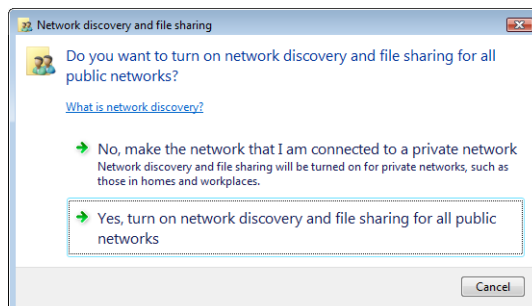 Network discovery and file sharing
Do you want to turn on network discovery and file sharing for all
public networks?
What is network discovery?
No, make the network that I am connected to a private network
Network discovery and file sharing will be turned on for private networks, such as
those in homes and workplaces.
Yes, turn on network discovery and file sharing for all public
networks
Cancel